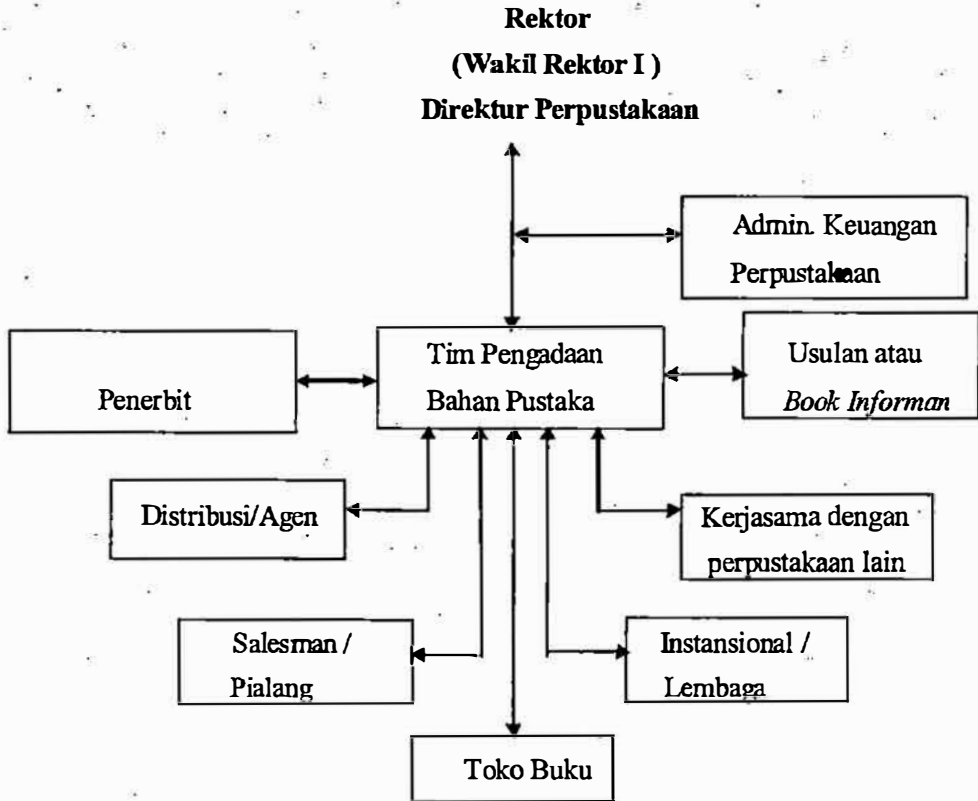 Rektor
(Wakil Rektor I )
Direktur Perpustakaan
Admin. Keuangan
Perpustakaan
Tim Pengadaan
Bahan Pustaka
Usulan atau
Book Informan
Penerbit
Distribusi/Agen
Kerjasama dengan
perpustakaan lain
Salesman /
Pialang
Instansional /
Lembaga
Toko Buku